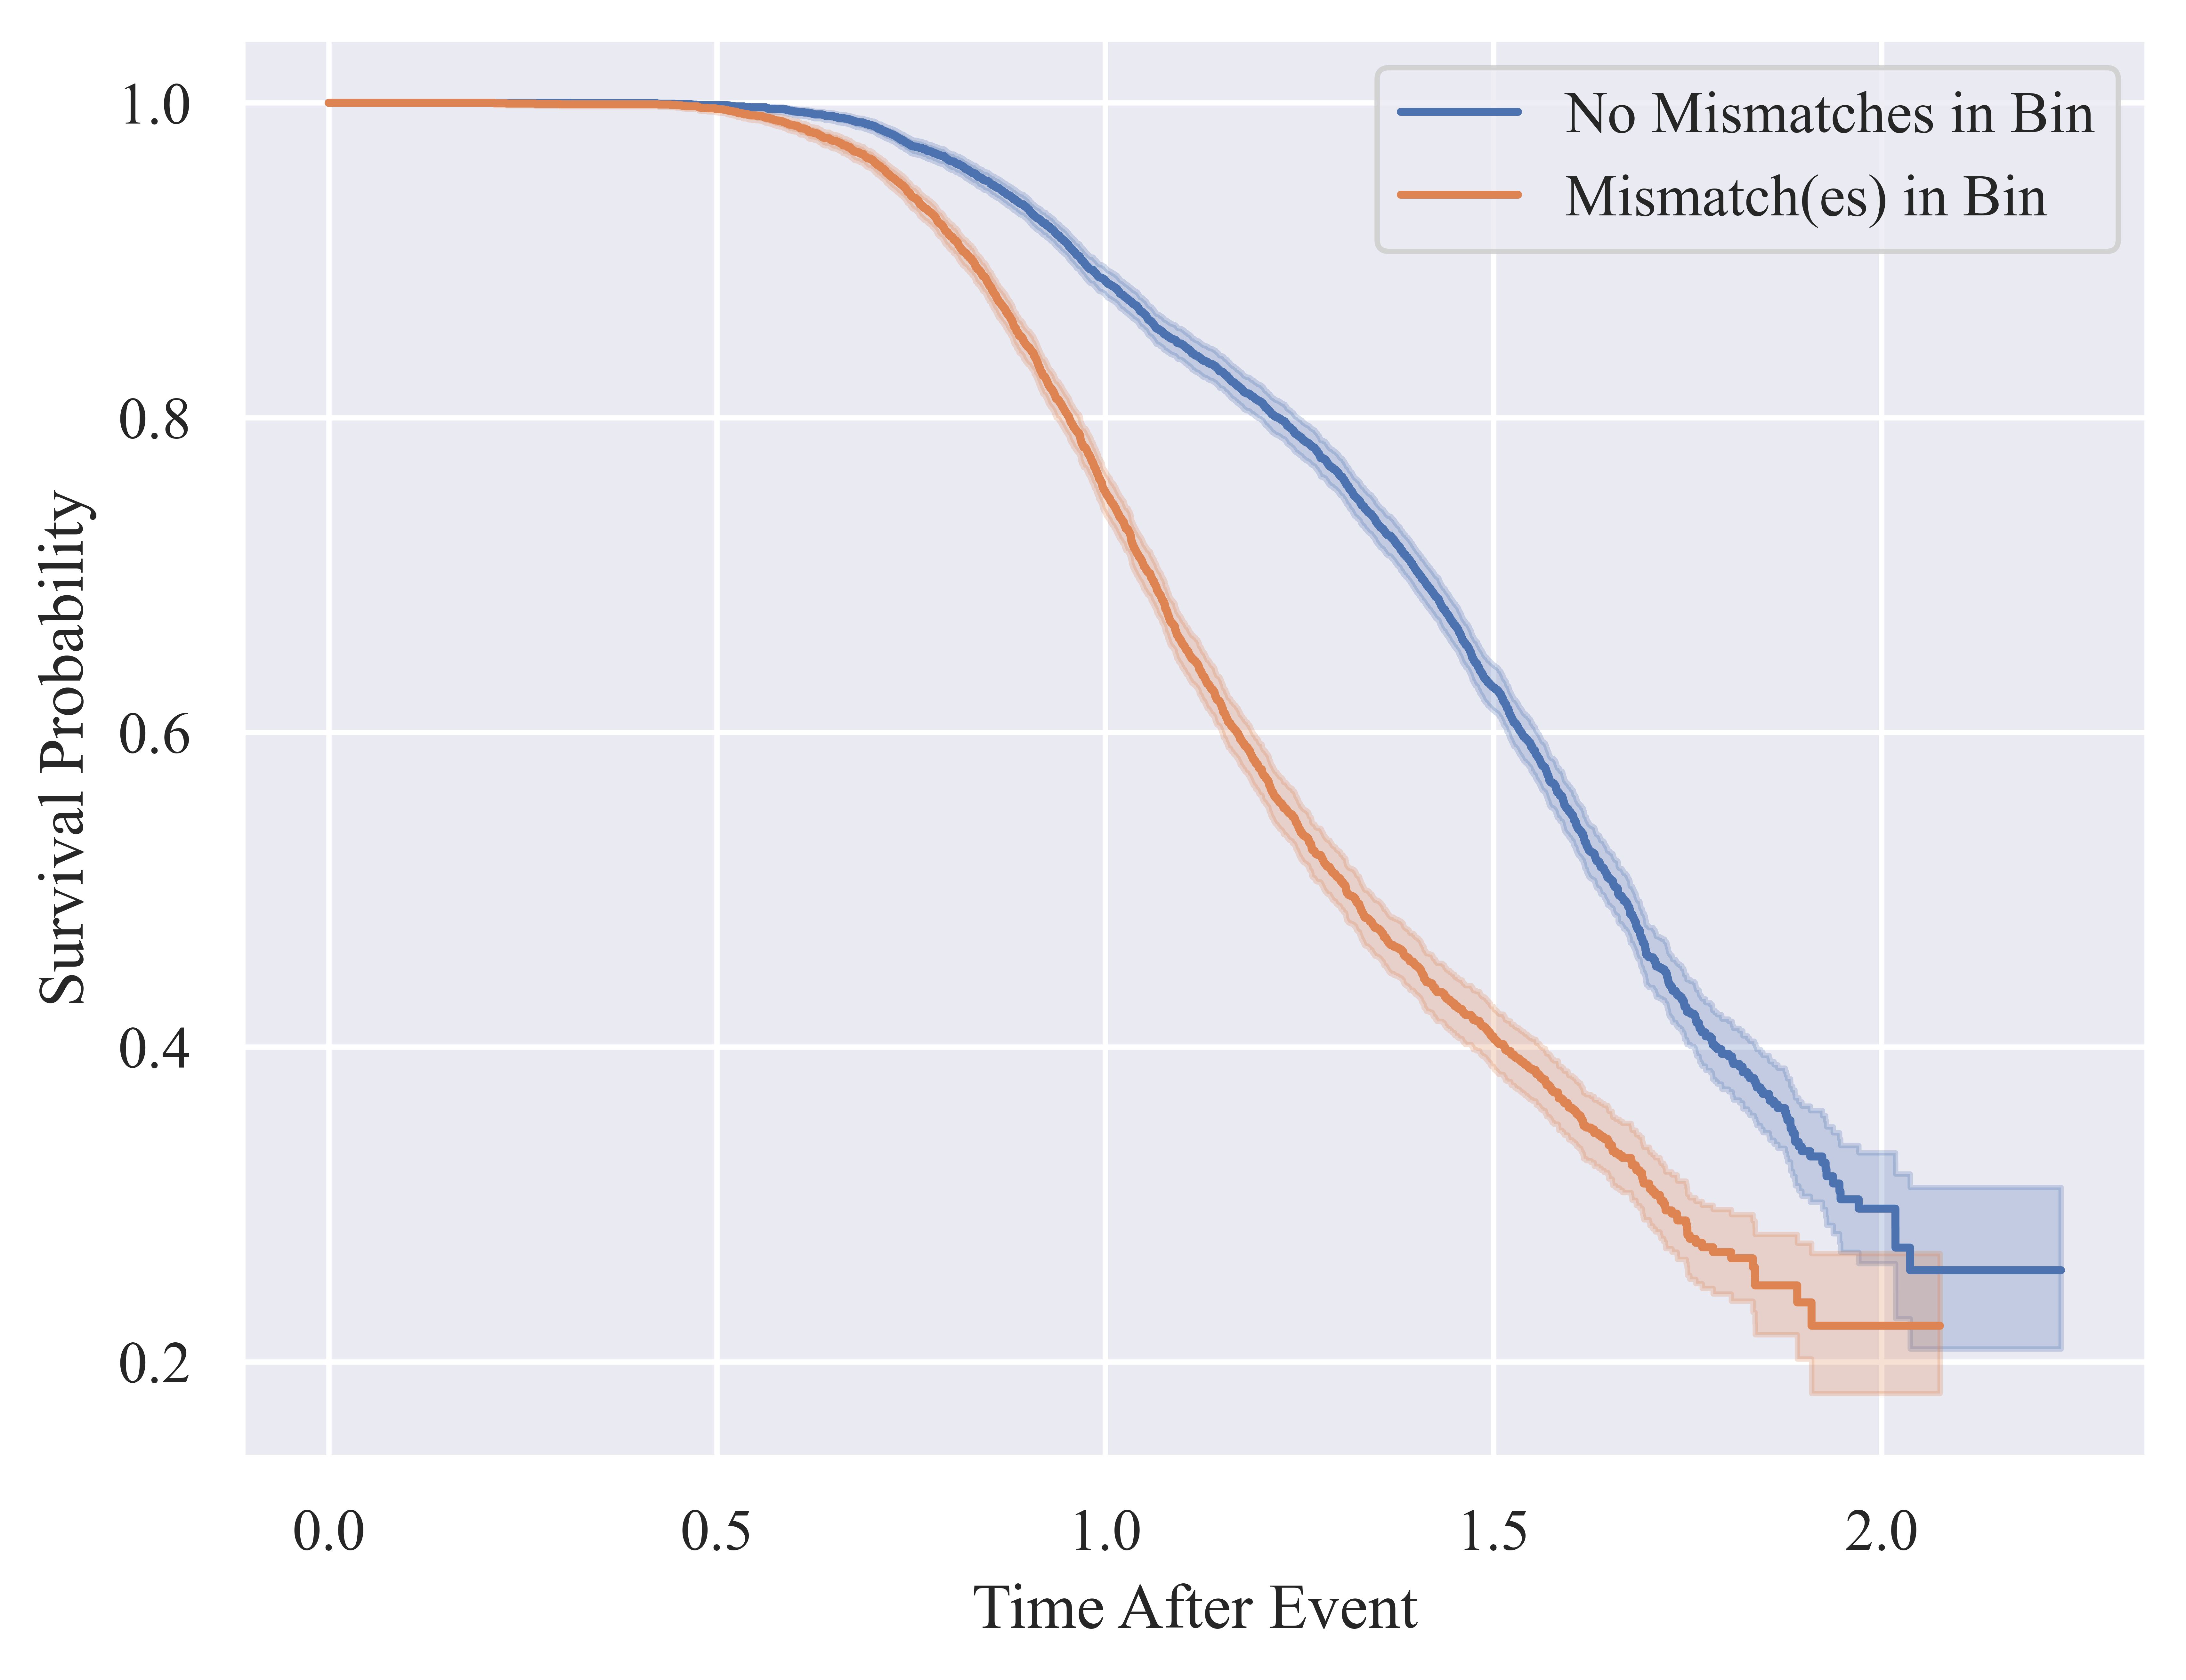 No Mismatches in Bin
Mismatch(es) in Bin
1.0
0.8
0.6
0.4
0.2
Survival Probability
0.0 0.5 1.0 1.5 2.0
Time After Event